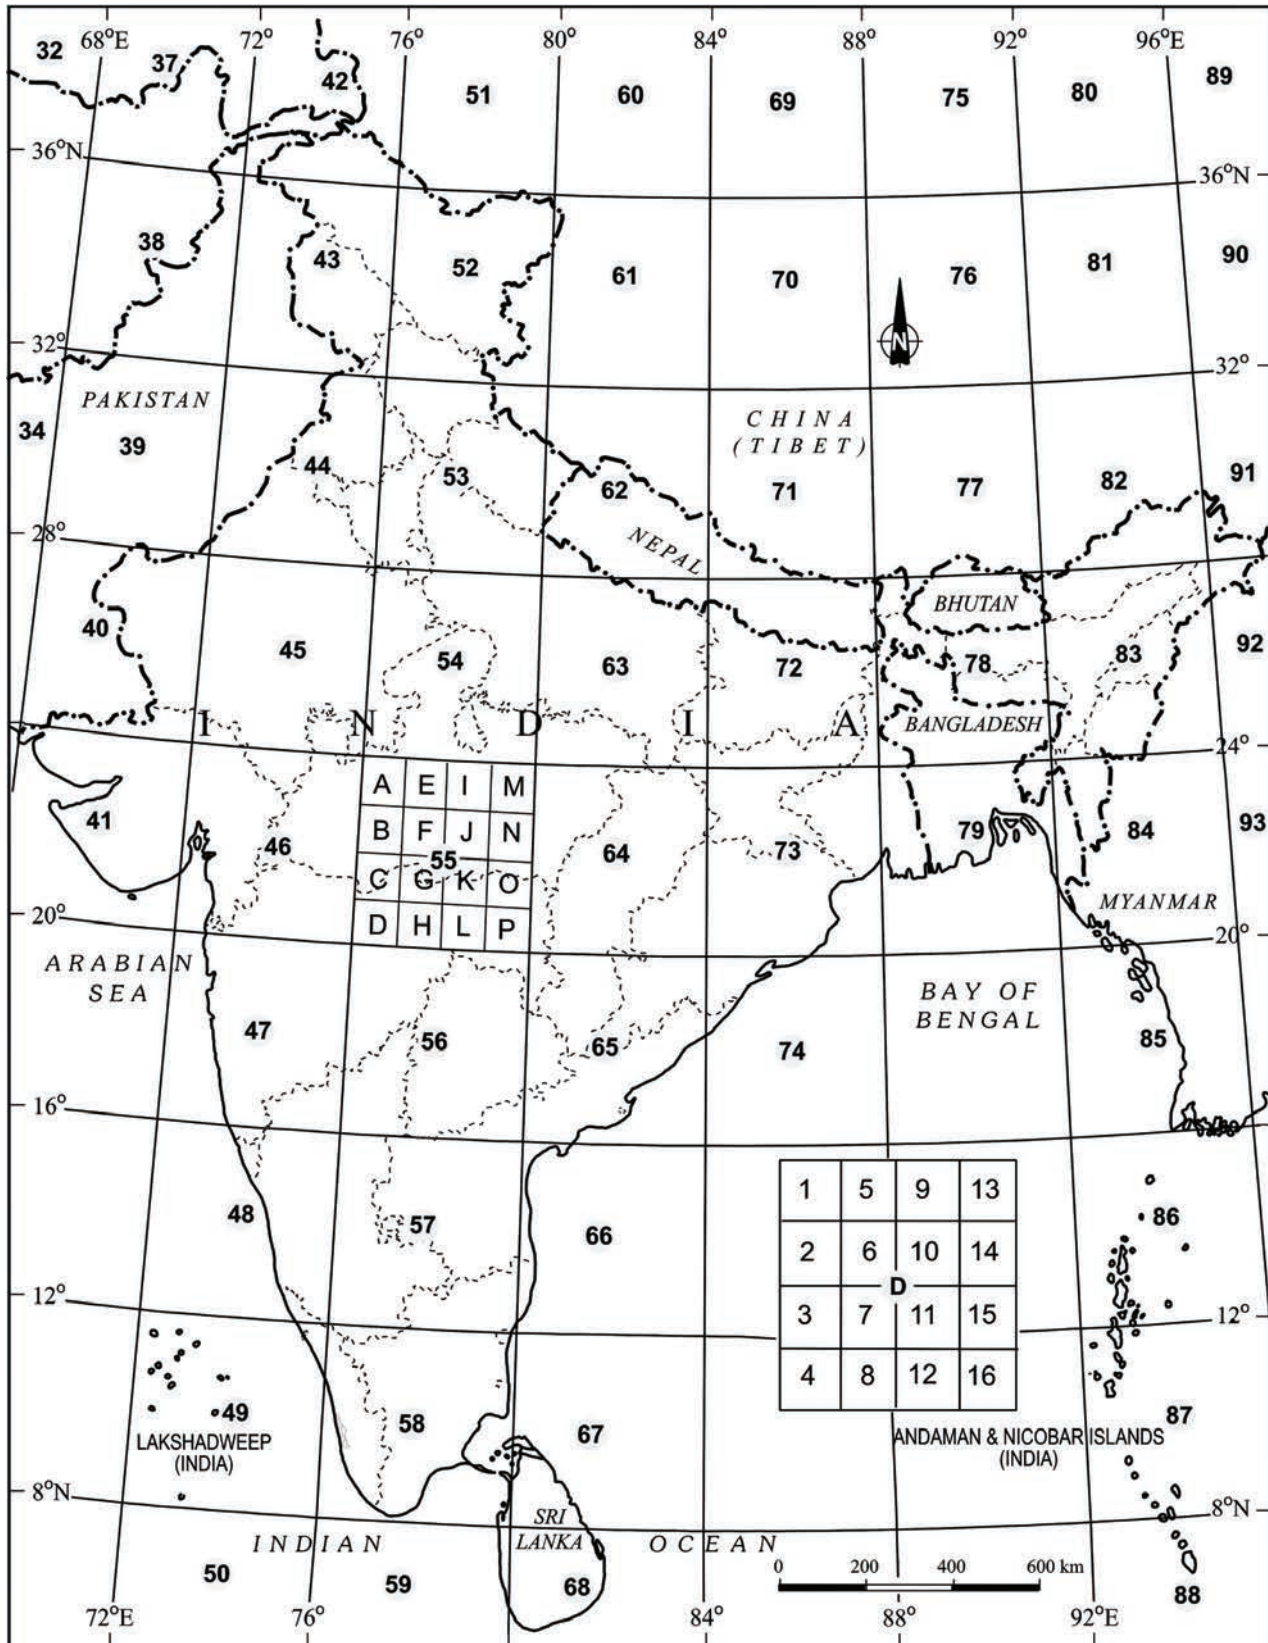 68°E 72° 76° 80° 84° 88° 92° 96°E
32 37 42 51 60 69 75 80 89
36°N 36°N
38 43 52 61 70 76 81 90
32° 32°
PAKISTAN
CHINA
(TIBET)
34 39 44 53 62 71 77 82 91
28°
NEPAL
BHUTAN
40 45 54 63 72 78 83 92
I N D I A
BANGLADESH
24°
A E I M
B F J N
55
C G K O
D H L P
41 46 64 73 79 84 93
MYANMAR
20° 20°
ARABIAN
SEA
BAY OF
BENGAL
47 56 65 74 85
16°
1 5 9 13
2 6 10 14
D
3 7 11 15
4 8 12 16
48 57 66 86
12° 12°
49 58 67 87
LAKSHADWEEP
(INDIA)
ANDAMAN & NICOBAR ISLANDS
(INDIA)
8°N 8°N
SRI
LANKA
INDIAN OCEAN
0 200 400 600 km
50 59 68 88
72°E 76° 84° 88° 92°E
N